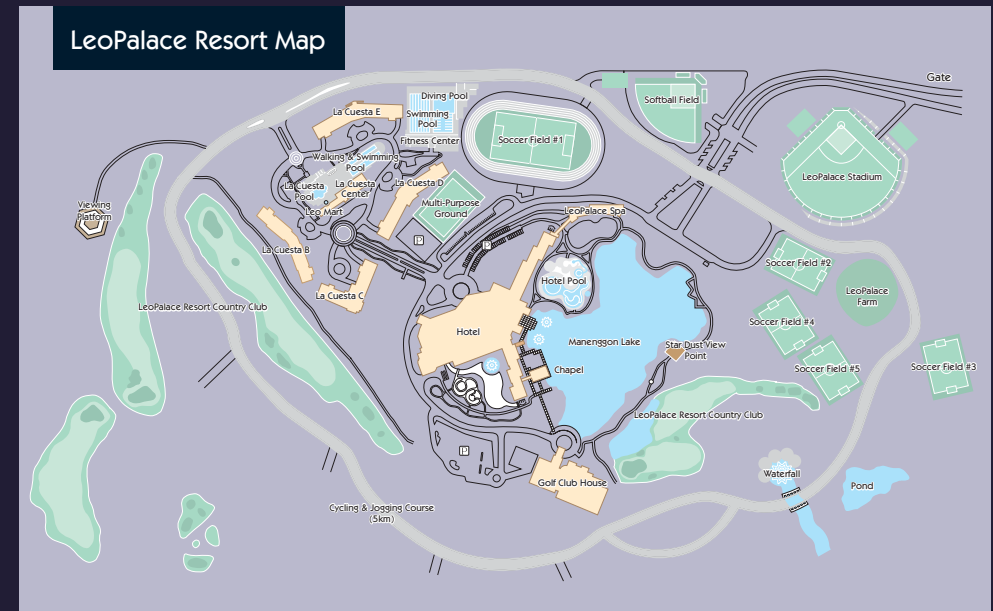 LeoPalace Resort Map
Gate
Diving Pool
La Cuesta E
Swimming
Pool
Softball Field
Fitness Center
Soccer Field #1
Walking & Swimming
Pool
La Cuesta
Pool
La Cuesta
Center
La Cuesta D
LeoPalace Stadium
Leo Mart
Multi-Purpose
Ground
Viewing
Platform
LeoPalace Spa
P
P
La Cuesta B
Soccer Field #2
Hotel Pool
La Cuesta C
LeoPalace
Farm
LeoPalace Resort Country Club
Soccer Field #4
Hotel
Manenggon Lake
Star Dust View
Point
Chapel
Soccer Field #5
Soccer Field #3
LeoPalace Resort Country Club
P
Golf Club House
Waterfall
Pond
Cycling & Jogging Course
(5km)